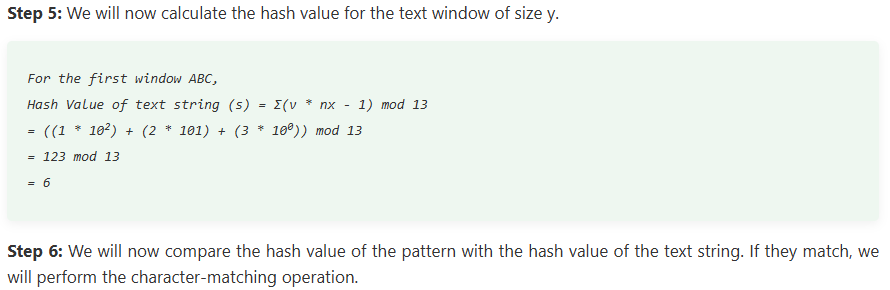 Step 5: We will now calculate the hash value for the text window of size y.
For the first window ABC,
Hash Value of text string (s) = Σ(v * nx - 1) mod 13
= ((1 * 10²) + (2 * 101) + (3 * 10⁰)) mod 13
= 123 mod 13
= 6
Step 6: We will now compare the hash value of the pattern with the hash value of the text string. If they match, we
will perform the character-matching operation.